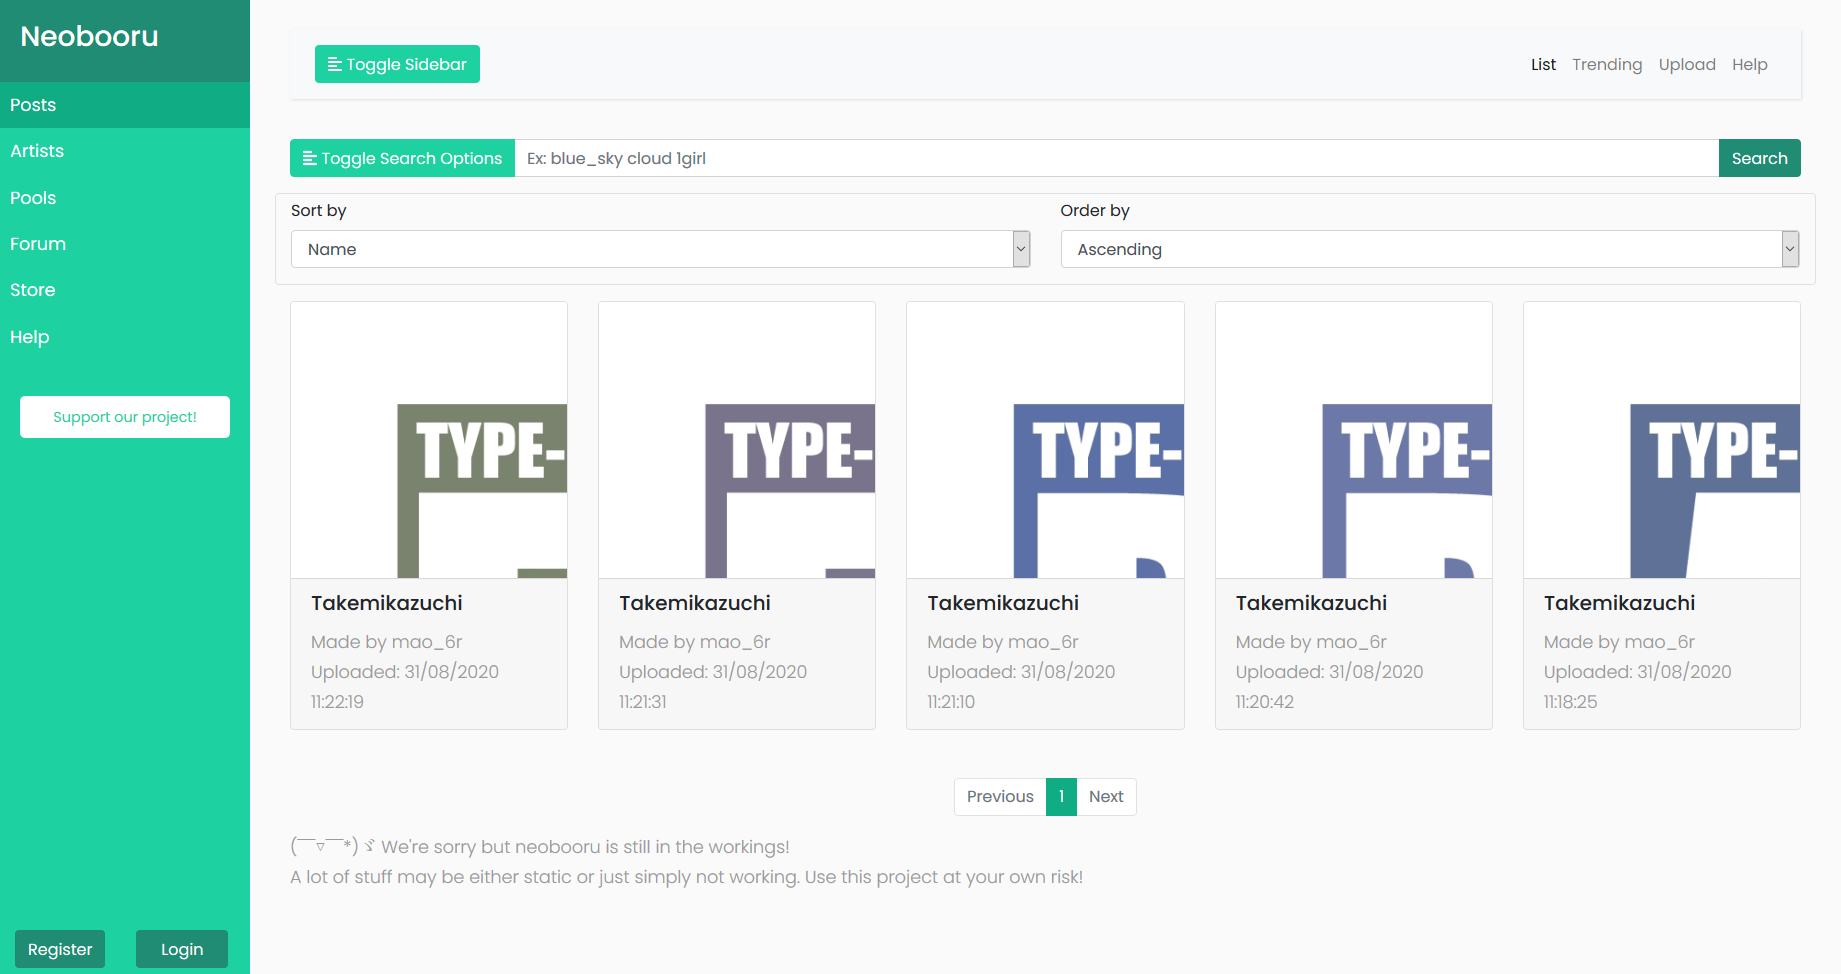 Neobooru
Posts
Artists
Pools
Forum
Store
Help
Support our project!
Register
Login
Toggle Sidebar
List
Trending
Upload
Help
Toggle Search Options
Ex: blue_sky cloud 1girl
Search
Sort by
Order by
Name
Ascending
TYPE-
TYPE-
TYPE-
TYPE-
TYPE-
Takemikazuchi
Made by mao_6r
Uploaded: 31/08/2020
11:22:19
Takemikazuchi
Made by mao_6r
Uploaded: 31/08/2020
11:21:31
Takemikazuchi
Made by mao_6r
Uploaded: 31/08/2020
11:21:10
Takemikazuchi
Made by mao_6r
Uploaded: 31/08/2020
11:20:42
Takemikazuchi
Made by mao_6r
Uploaded: 31/08/2020
11:18:25
Previous
1
Next
(￣▽￣*)ゞ We're sorry but neobooru is still in the workings!
A lot of stuff may be either static or just simply not working. Use this project at your own risk!